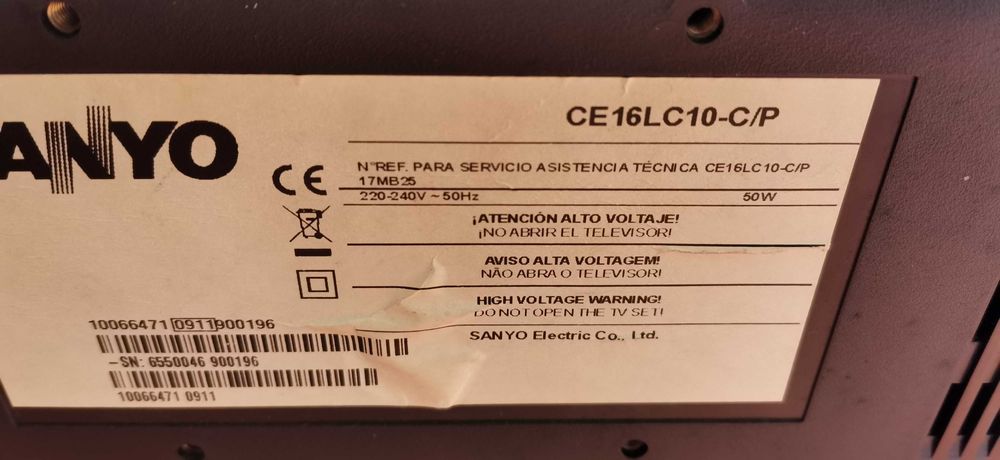 SANYO
CE16LC10-C/P
N°REF. PARA SERVICIO ASISTENCIA TÉCNICA CE16LC10-C/P
17MB25
220-240V ~ 50Hz 50W
¡ATENCIÓN ALTO VOLTAJE!
¡NO ABRIR EL TELEVISOR!
AVISO ALTA VOLTAGEM!
NÃO ABRA O TELEVISOR!
HIGH VOLTAGE WARNING!
DO NOT OPEN THE TV SET!
SANYO Electric Co., Ltd.
CE
10066471 0911 900196
-SN: 6550046 900196
10066471 0911